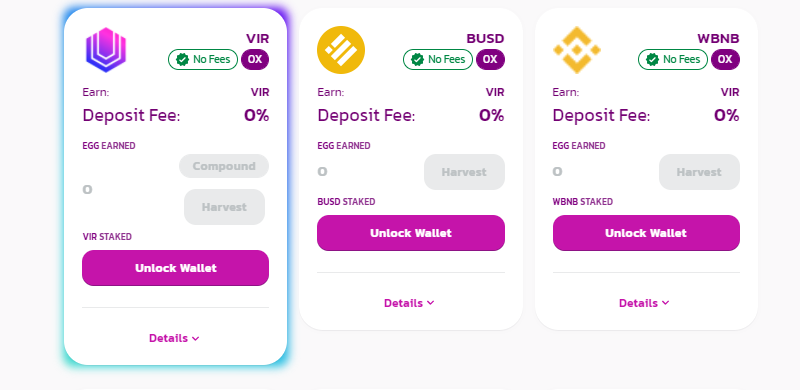 VIR
No Fees 0X
Earn: VIR
Deposit Fee: 0%
EGG EARNED
Compound
0
Harvest
VIR STAKED
Unlock Wallet
Details
BUSD
No Fees 0X
Earn: VIR
Deposit Fee: 0%
EGG EARNED
0 Harvest
BUSD STAKED
Unlock Wallet
Details
WBNB
No Fees 0X
Earn: VIR
Deposit Fee: 0%
EGG EARNED
0 Harvest
WBNB STAKED
Unlock Wallet
Details